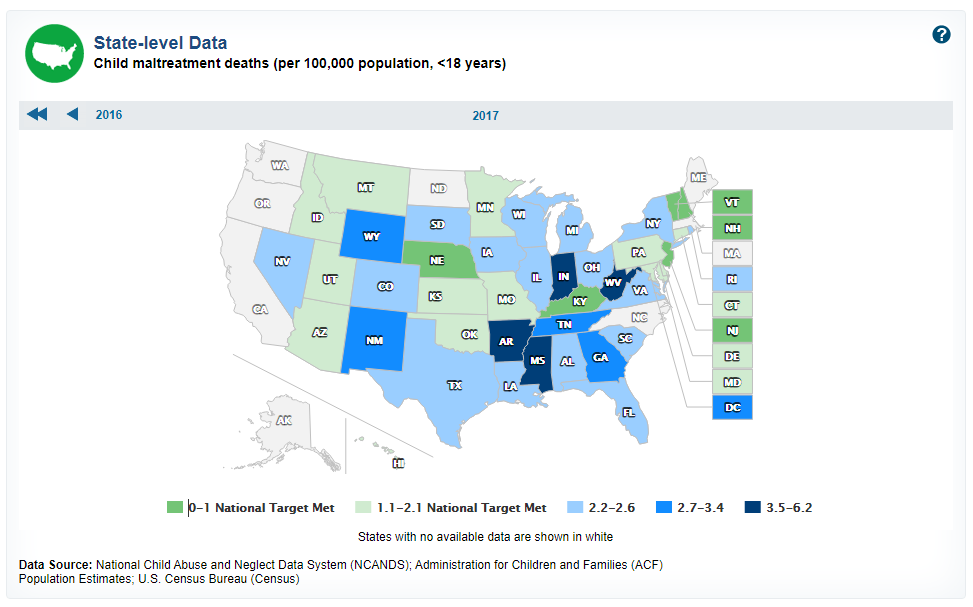 State-level Data
?
Child maltreatment deaths (per 100,000 population, <18 years)
2016
2017
WA
OR
CA
NV
ID
MT
WY
UT
AZ
CO
NM
ND
SD
NE
KS
OK
TX
MN
IA
MO
AR
LA
WI
IL
MI
IN
OH
KY
TN
MS
AL
GA
FL
SC
NC
VA
WV
PA
NY
ME
VT
NH
MA
RI
CT
NJ
DE
MD
DC
AK
HI
0-1 National Target Met
1.1-2.1 National Target Met
2.2-2.6
2.7-3.4
3.5-6.2
States with no available data are shown in white
Data Source: National Child Abuse and Neglect Data System (NCANDS); Administration for Children and Families (ACF)
Population Estimates; U.S. Census Bureau (Census)